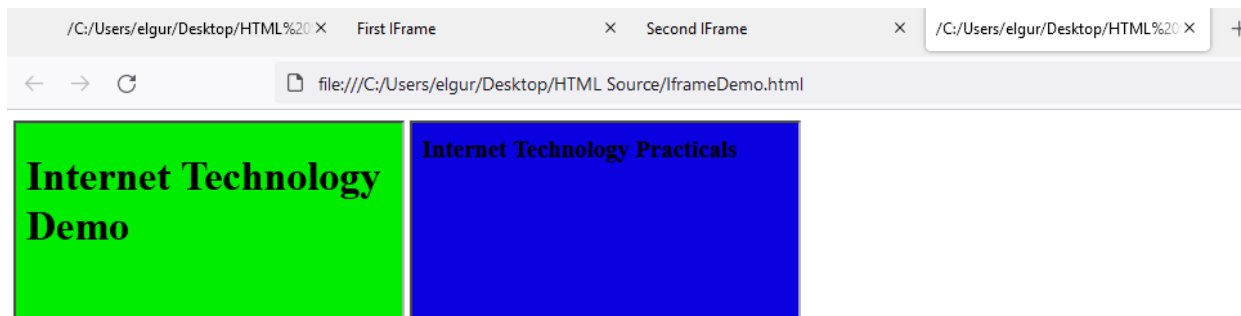 /C:/Users/elgur/Desktop/HTML%20
First IFrame
Second IFrame
/C:/Users/elgur/Desktop/HTML%20
file:///C:/Users/elgur/Desktop/HTML Source/IframeDemo.html
Internet Technology
Demo
Internet Technology Practicals